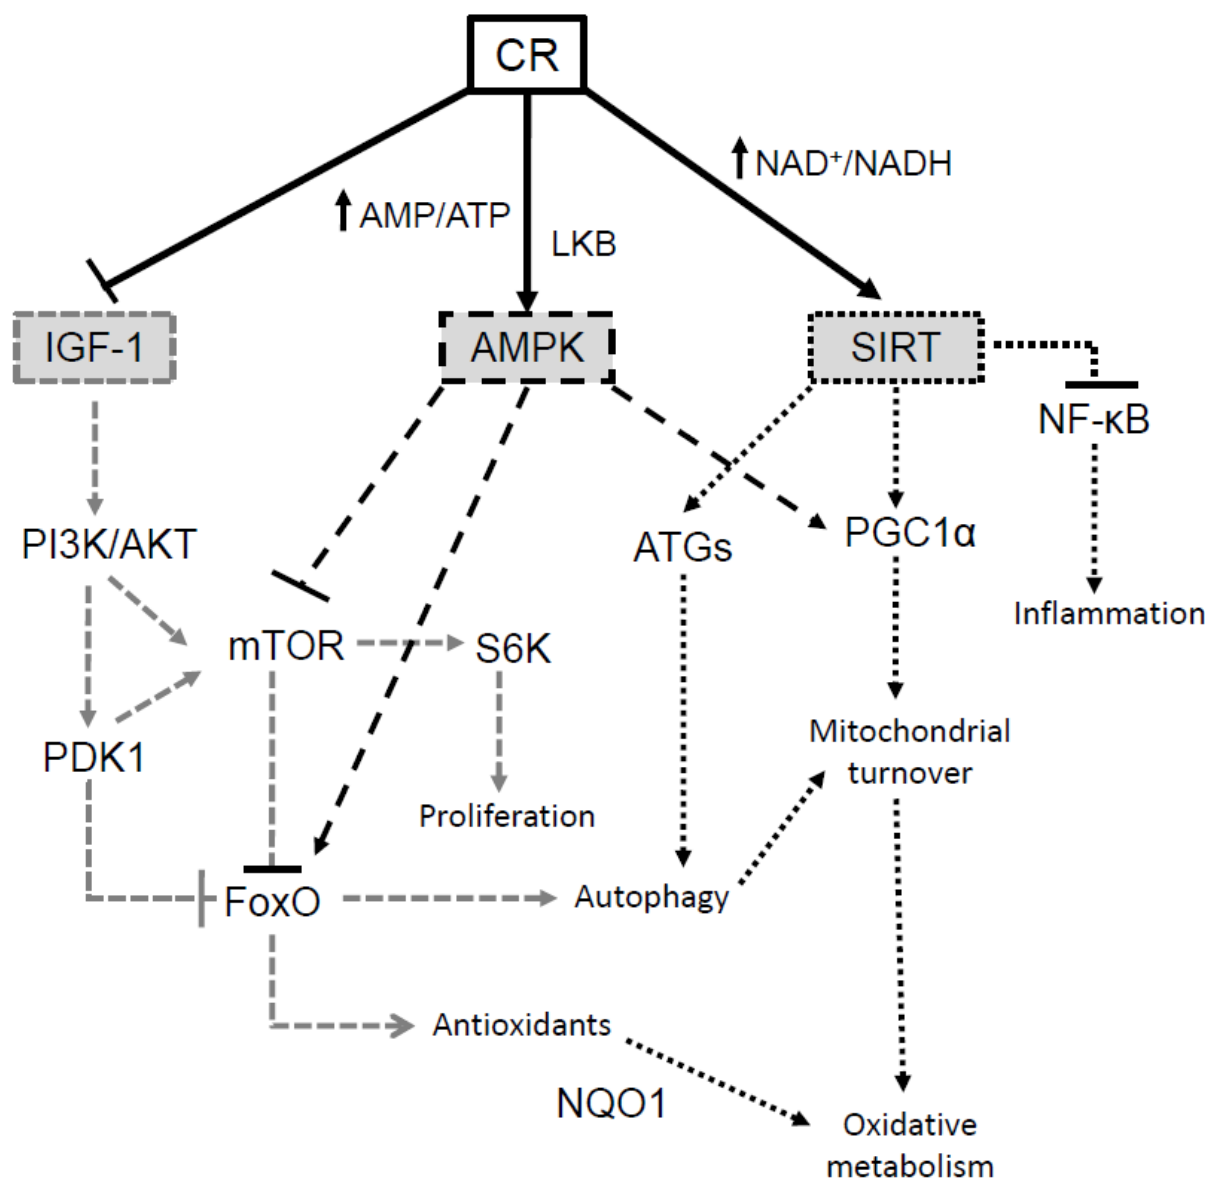 CR
NAD⁺/NADH
AMP/ATP
LKB
IGF-1
AMPK
SIRT
NF-κB
PI3K/AKT
ATGs
PGC1α
Inflammation
mTOR
S6K
PDK1
Mitochondrial
turnover
Proliferation
FoxO
Autophagy
Antioxidants
NQO1
Oxidative
metabolism